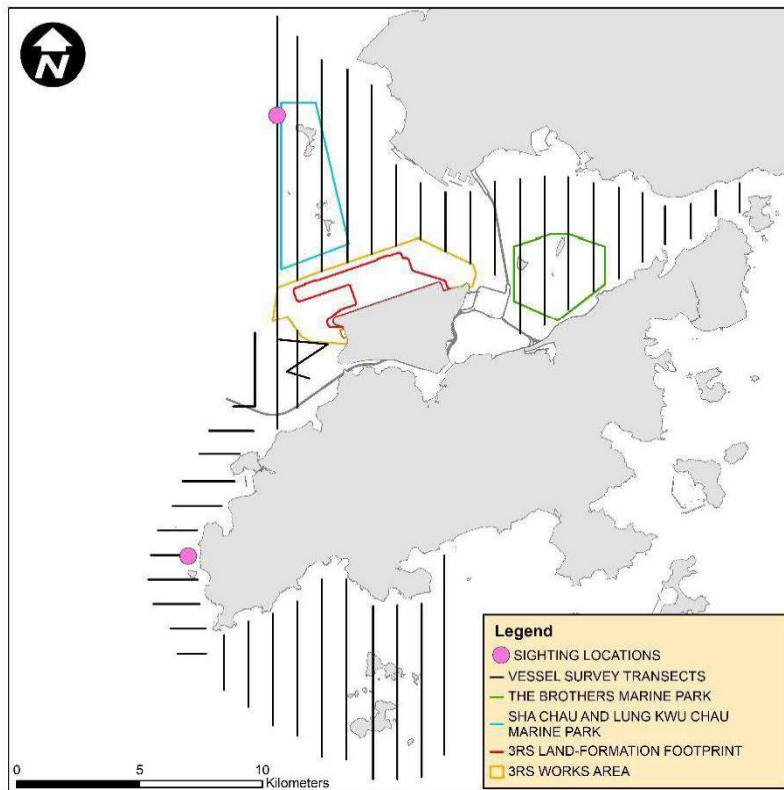 N
Legend
SIGHTING LOCATIONS
VESSEL SURVEY TRANSECTS
THE BROTHERS MARINE PARK
SHA CHAU AND LUNG KWU CHAU
MARINE PARK
3RS LAND-FORMATION FOOTPRINT
3RS WORKS AREA
0 5 10
Kilometers